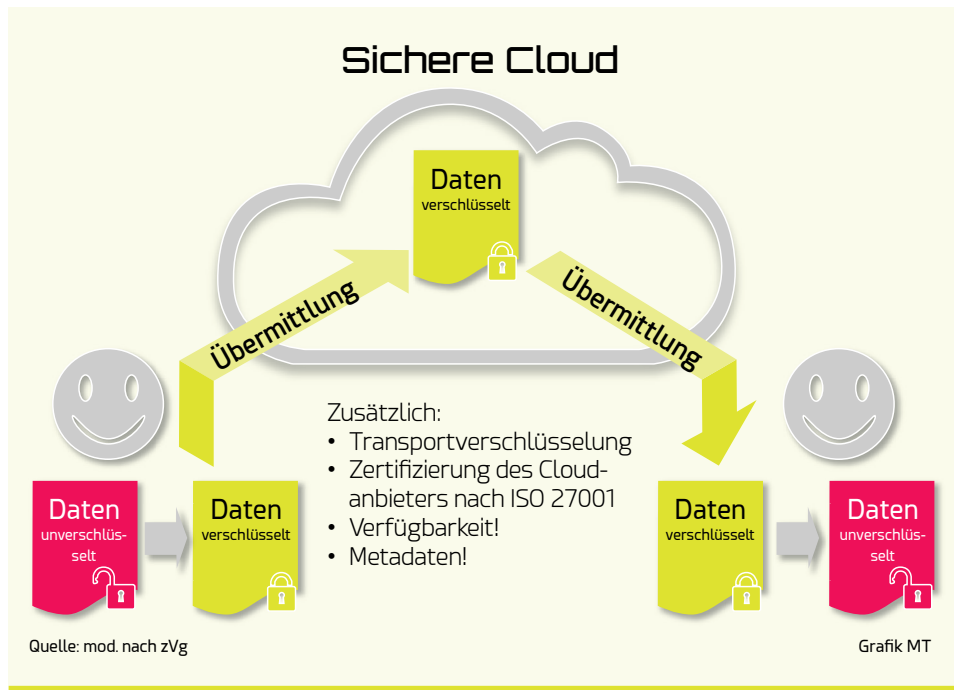 Sichere Cloud
Daten
verschlüsselt
Übermittlung
Übermittlung
Zusätzlich:
• Transportverschlüsselung
• Zertifizierung des Cloud-
anbieters nach ISO 27001
• Verfügbarkeit!
• Metadaten!
Daten
unverschlüs-
selt
Daten
verschlüsselt
Daten
verschlüsselt
Daten
unverschlüs-
selt
Quelle: mod. nach zVg
Grafik MT